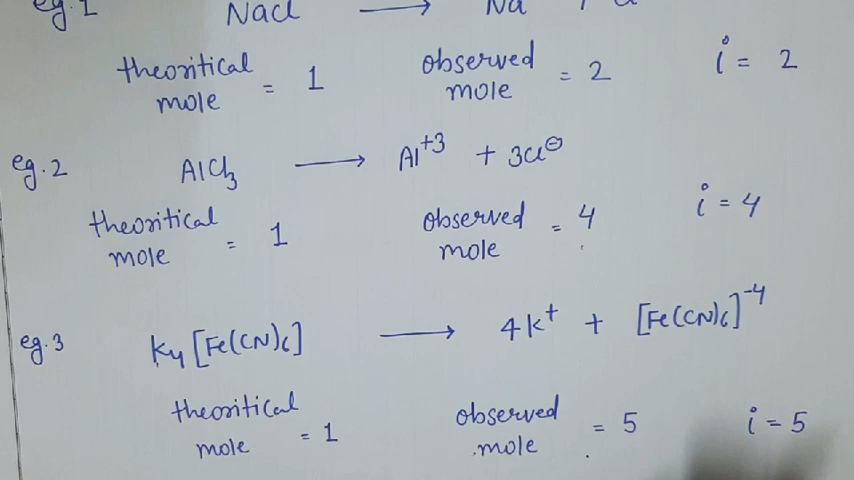 eg.1 NaCl ⟶ Na
theoritical mole = 1 observed mole = 2 i = 2
eg.2 AlCl₃ ⟶ Al⁺³ + 3Cl⊖
theoritical mole = 1 observed mole = 4 i = 4
eg.3 K₄[Fe(CN)₆] ⟶ 4K⁺ + [Fe(CN)₆]⁻⁴
theoritical mole = 1 observed mole = 5 i = 5